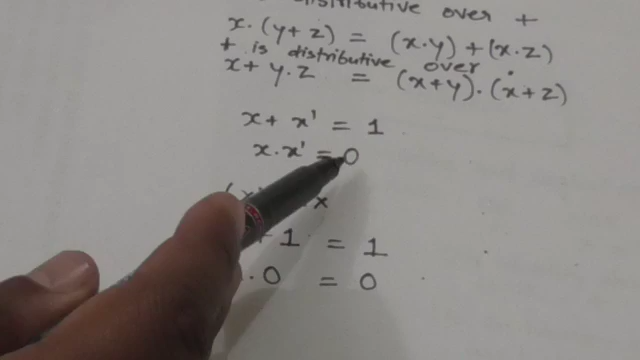 distributive over +
x.(y+z) = (x.y)+(x.z)
+ is distributive over .
x+y.z = (x+y).(x+z)
x+x' = 1
x.x' = 0
x
+ 1 = 1
. 0 = 0